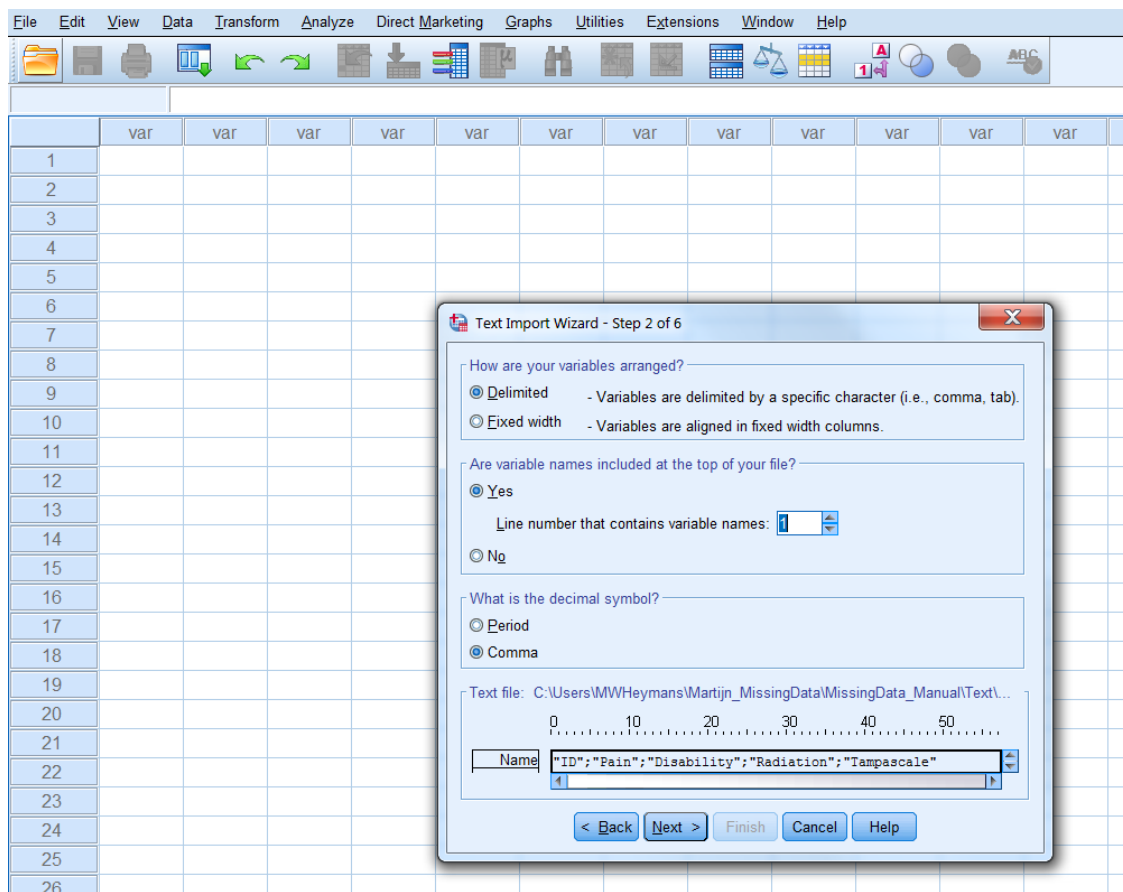 File Edit View Data Transform Analyze Direct Marketing Graphs Utilities Extensions Window Help
A
1
μ
ABC
var var var var var var var var var var var var
1
2
3
4
5
6
7
8
9
10
11
12
13
14
15
16
17
18
19
20
21
22
23
24
25
26
Text Import Wizard - Step 2 of 6
X
How are your variables arranged?
Delimited - Variables are delimited by a specific character (i.e., comma, tab).
Fixed width - Variables are aligned in fixed width columns.
Are variable names included at the top of your file?
Yes
Line number that contains variable names: 1
No
What is the decimal symbol?
Period
Comma
Text file: C:\Users\MWHeymans\Martijn_MissingData\MissingData_Manual\Text\...
0 10 20 30 40 50
Name "ID";"Pain";"Disability";"Radiation";"Tampascale"
< Back Next > Finish Cancel Help